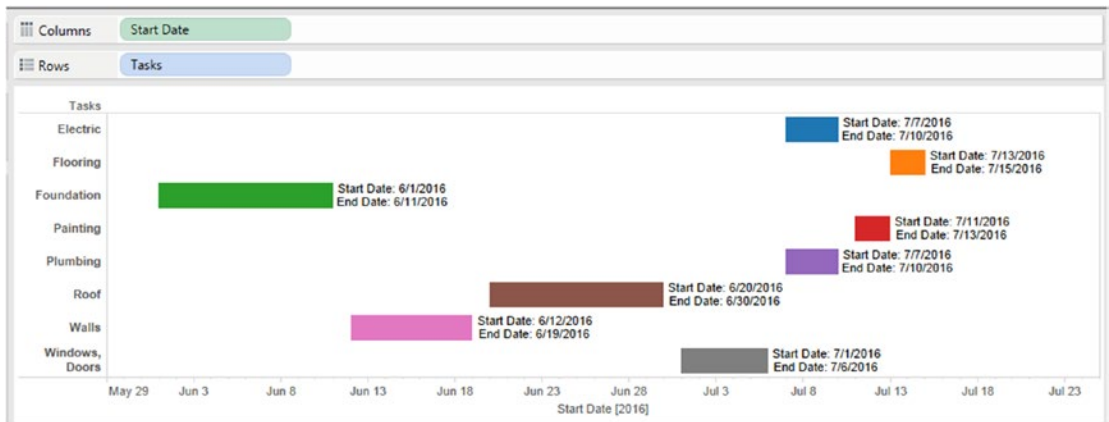 Columns
Start Date
Rows
Tasks
Tasks
Electric
Start Date: 7/7/2016
End Date: 7/10/2016
Flooring
Start Date: 7/13/2016
End Date: 7/15/2016
Foundation
Start Date: 6/1/2016
End Date: 6/11/2016
Painting
Start Date: 7/11/2016
End Date: 7/13/2016
Plumbing
Start Date: 7/7/2016
End Date: 7/10/2016
Roof
Start Date: 6/20/2016
End Date: 6/30/2016
Walls
Start Date: 6/12/2016
End Date: 6/19/2016
Windows,
Doors
Start Date: 7/1/2016
End Date: 7/6/2016
May 29 Jun 3 Jun 8 Jun 13 Jun 18 Jun 23 Jun 28 Jul 3 Jul 8 Jul 13 Jul 18 Jul 23
Start Date [2016]